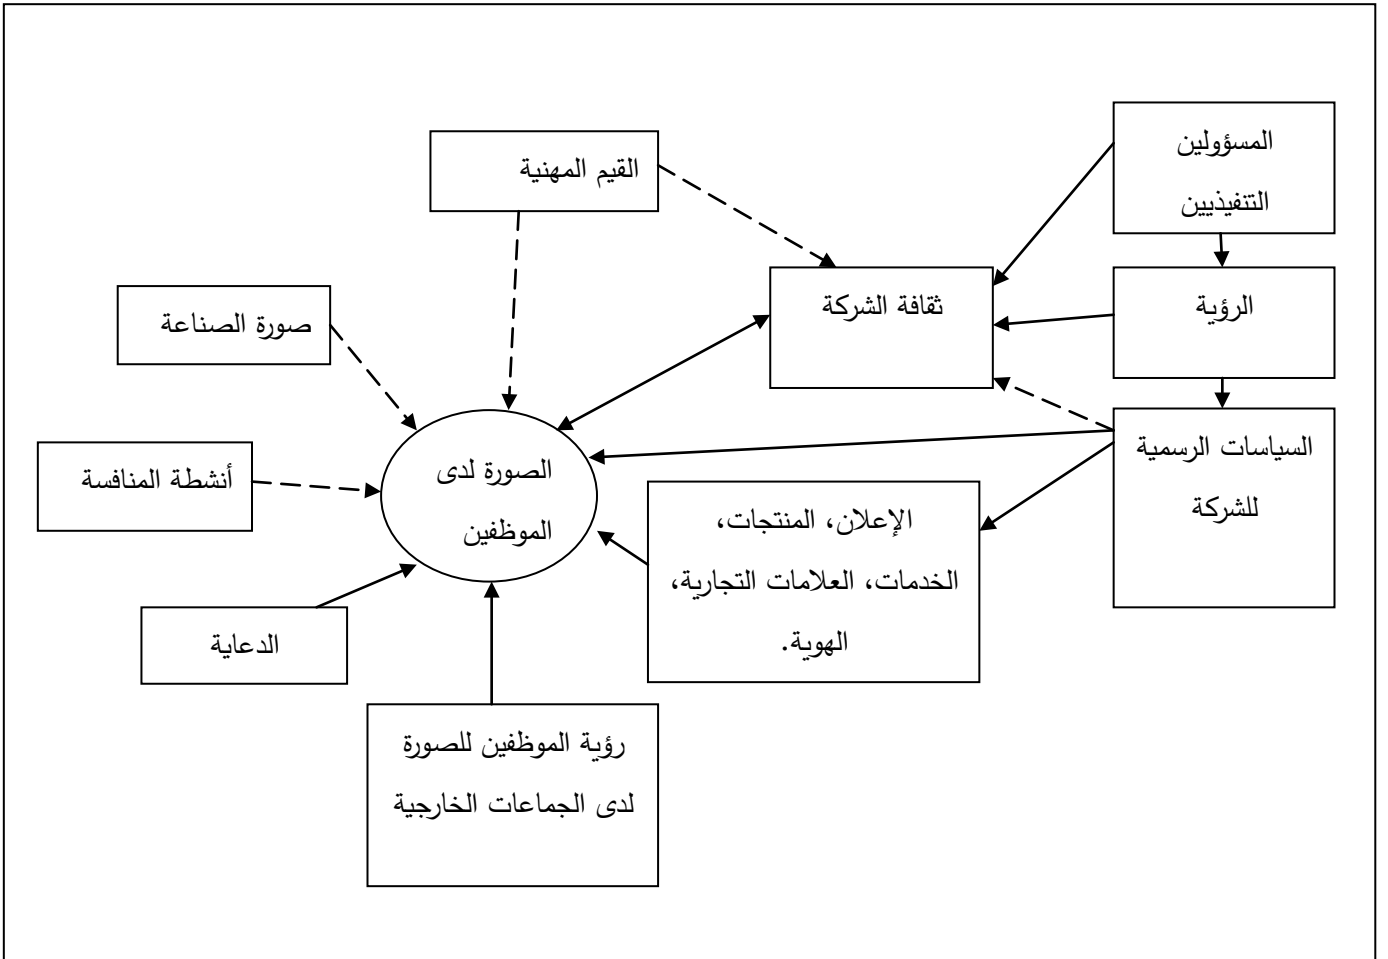 المسؤولين
التنفيذيين
القيم المهنية
ثقافة الشركة
الرؤية
صورة الصناعة
السياسات الرسمية
للشركة
الصورة لدى
الموظفين
أنشطة المنافسة
الإعلان، المنتجات،
الخدمات، العلامات التجارية،
الهوية.
الدعاية
رؤية الموظفين للصورة
لدى الجماعات الخارجية